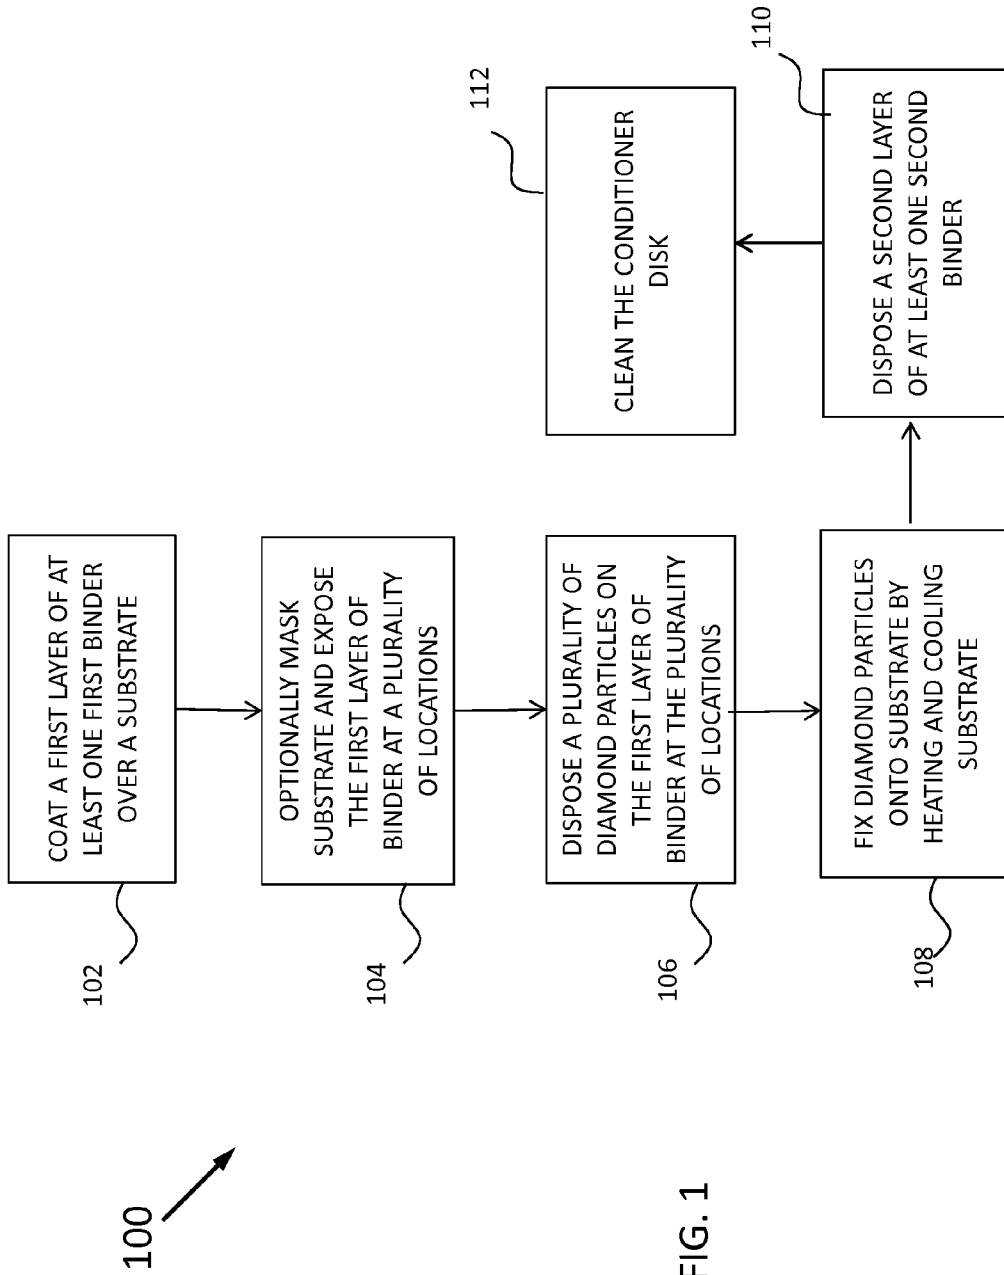 100
102
COAT A FIRST LAYER OF AT
LEAST ONE FIRST BINDER
OVER A SUBSTRATE
104
OPTIONALLY MASK
SUBSTRATE AND EXPOSE
THE FIRST LAYER OF
BINDER AT A PLURALITY
OF LOCATIONS
106
DISPOSE A PLURALITY OF
DIAMOND PARTICLES ON
THE FIRST LAYER OF
BINDER AT THE PLURALITY
OF LOCATIONS
108
FIX DIAMOND PARTICLES
ONTO SUBSTRATE BY
HEATING AND COOLING
SUBSTRATE
110
DISPOSE A SECOND LAYER
OF AT LEAST ONE SECOND
BINDER
112
CLEAN THE CONDITIONER
DISK
FIG. 1